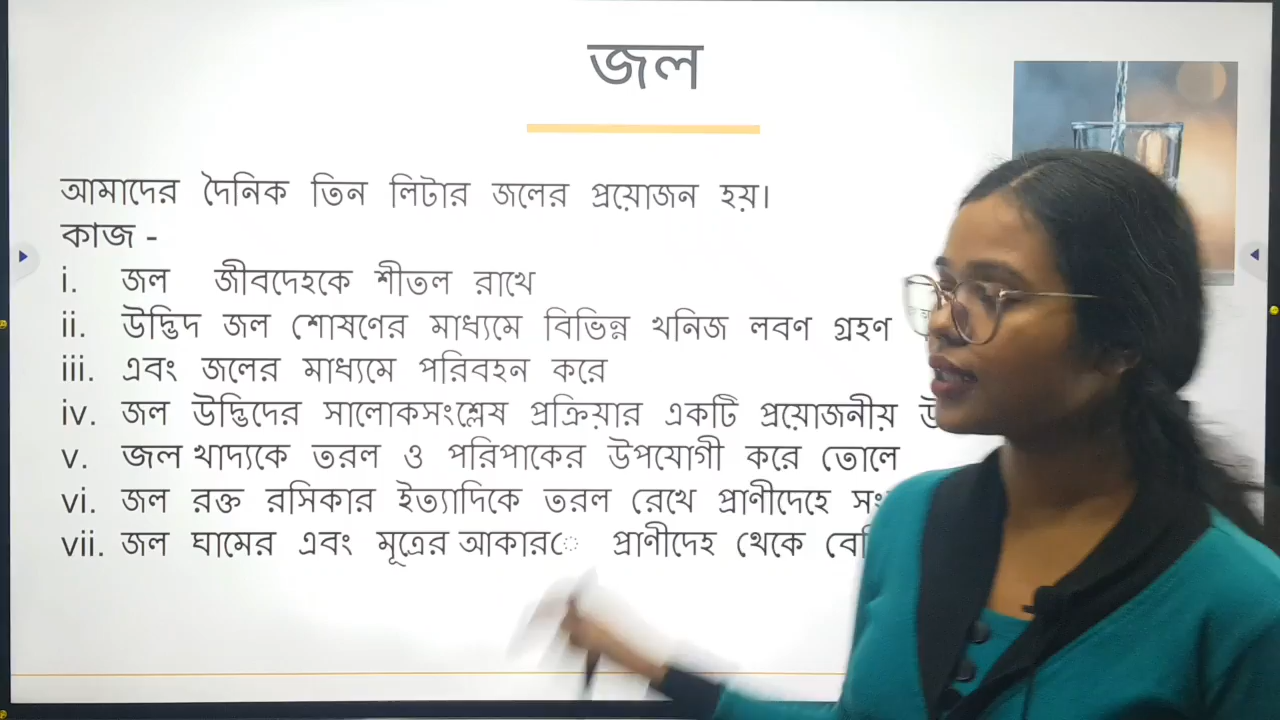 জল
আমাদের দৈনিক তিন লিটার জলের প্রয়োজন হয়।
কাজ -
i. জল জীবদেহকে শীতল রাখে
ii. উদ্ভিদ জল শোষণের মাধ্যমে বিভিন্ন খনিজ লবণ গ্রহণ
iii. এবং জলের মাধ্যমে পরিবহন করে
iv. জল উদ্ভিদের সালোকসংশ্লেষ প্রক্রিয়ার একটি প্রয়োজনীয়
v. জল খাদ্যকে তরল ও পরিপাকের উপযোগী করে তোলে
vi. জল রক্ত রসিকার ইত্যাদিকে তরল রেখে প্রাণীদেহে
vii. জল ঘামের এবং মূত্রের আকারে প্রাণীদেহ থেকে